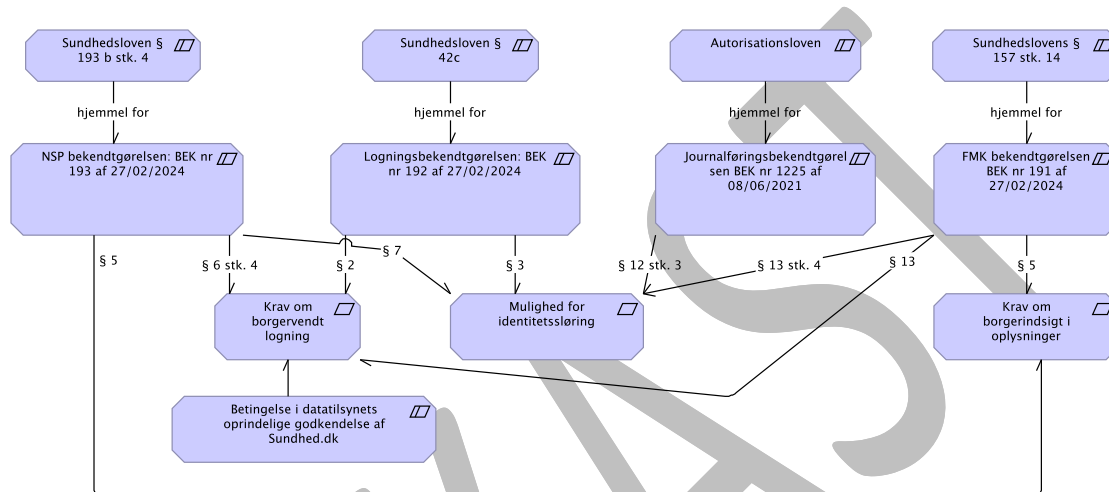 Sundhedsloven §
193 b stk. 4
Sundhedsloven §
42c
Autorisationsloven
Sundhedslovens §
157 stk. 14
hjemmel for
hjemmel for
hjemmel for
hjemmel for
NSP bekendtgørelsen: BEK nr
193 af 27/02/2024
Logningsbekendtgørelsen: BEK
nr 192 af 27/02/2024
Journalføringsbekendtgørel
sen BEK nr 1225 af
08/06/2021
FMK bekendtgørelsen
BEK nr 191 af
27/02/2024
§ 5
§ 6 stk. 4
§ 2
§ 7
§ 3
§ 12 stk. 3
§ 13 stk. 4
§ 13
§ 5
Krav om
borgervendt
logning
Mulighed for
identitetssløring
Krav om
borgerindsigt i
oplysninger
Betingelse i datatilsynets
oprindelige godkendelse af
Sundhed.dk